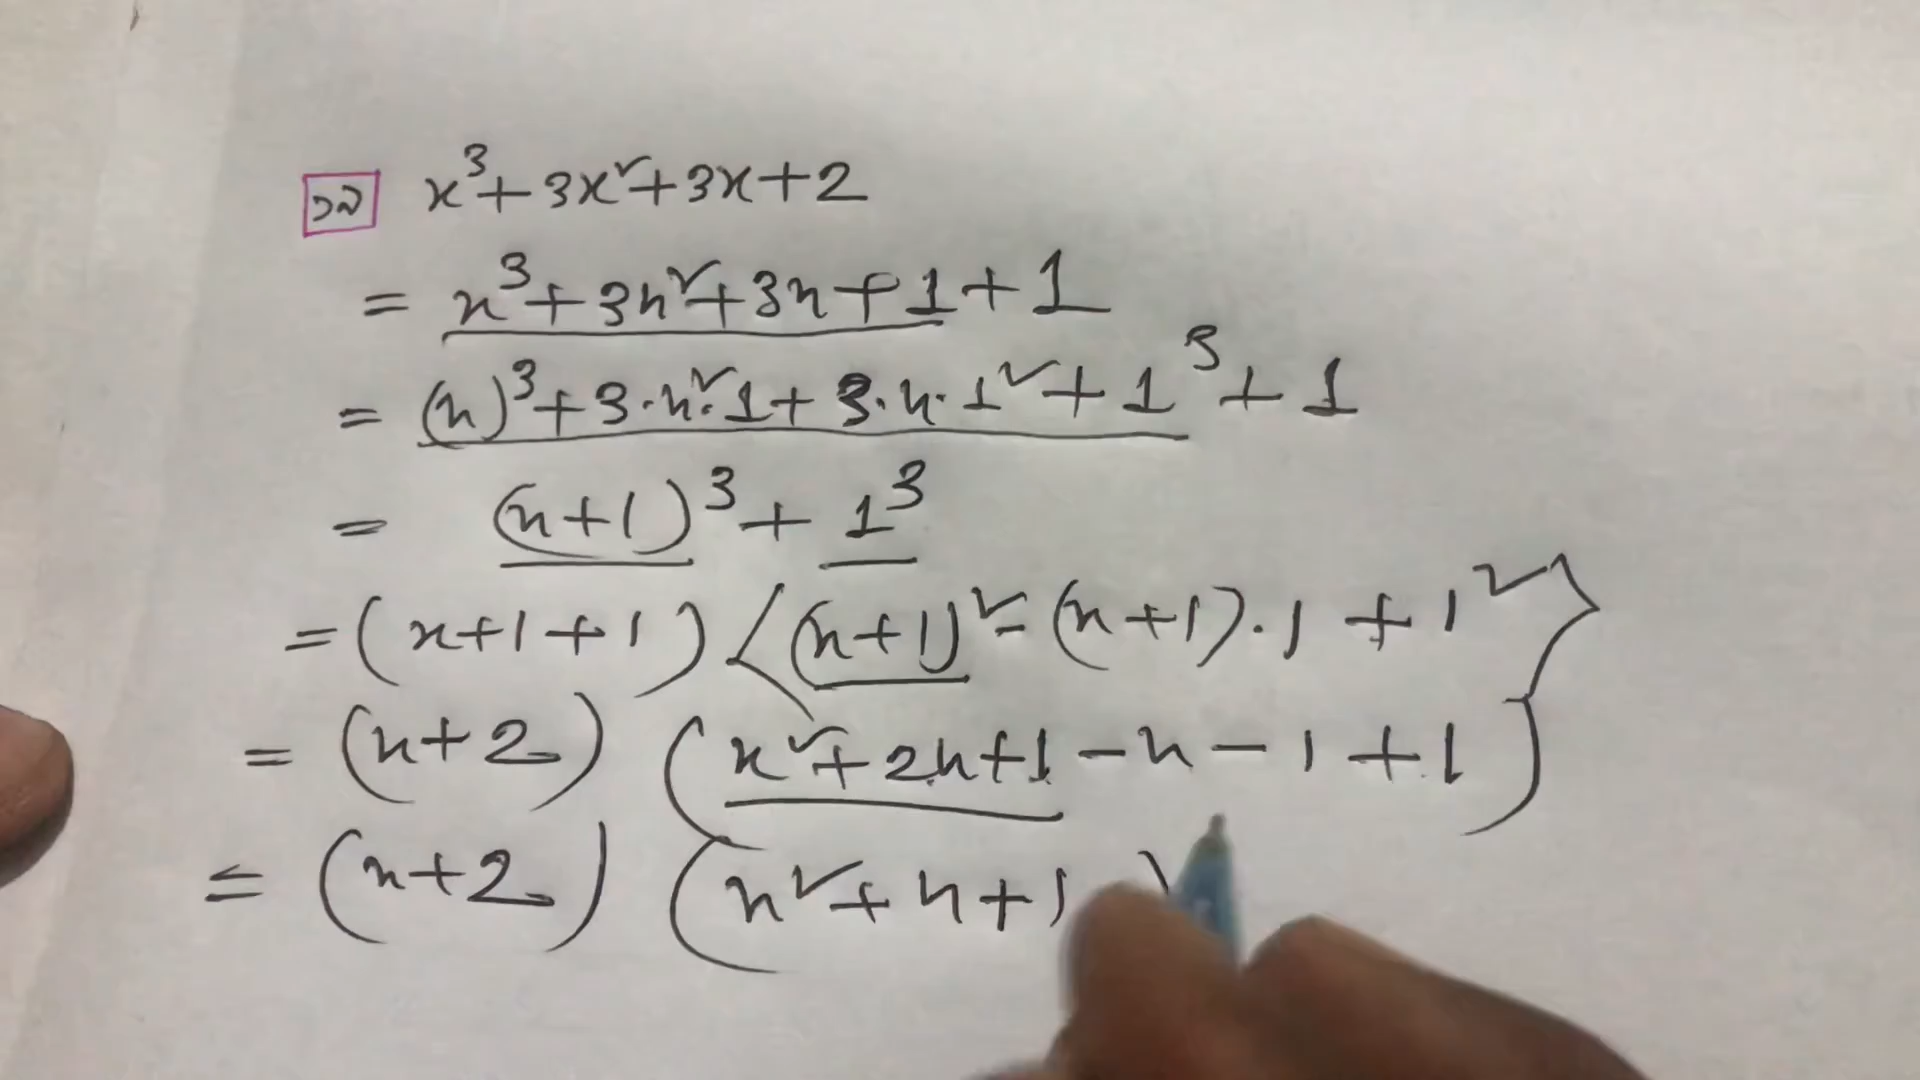 ১৯ x³+3x²+3x+2
= x³+3x²+3x+1+1
= (x)³+3·x²·1+3·x·1²+1³+1
= (x+1)³+1³
=(x+1+1){(x+1)²-(x+1).1+1²}
= (x+2) (x²+2x+1-x-1+1)
= (x+2) (x²+x+1)